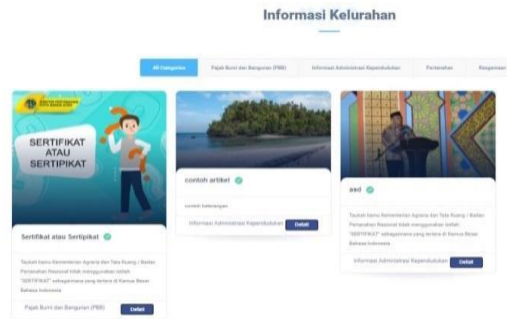 Informasi Kelurahan
All Categories
Pajak Bumi dan Bangunan (PBB)
Informasi Administrasi Kependudukan
Pertanahan
Keagamaan
SERTIFIKAT
ATAU
SERTIPIKAT
Sertifikat atau Sertipikat
Taukah kamu Kementerian Agraria dan Tata Ruang / Badan
Pertanahan Nasional tidak menggunakan istilah
"SERTIFIKAT" sebagaimana yang tertera di Kamus Besar
Bahasa Indonesia
Pajak Bumi dan Bangunan (PBB)
Detail
contoh artikel
contoh keterangan
Informasi Administrasi Kependudukan
Detail
asd
Taukah kamu Kementerian Agraria dan Tata Ruang / Badan
Pertanahan Nasional tidak menggunakan istilah
"SERTIFIKAT" sebagaimana yang tertera di Kamus Besar
Bahasa Indonesia
Informasi Administrasi Kependudukan
Detail